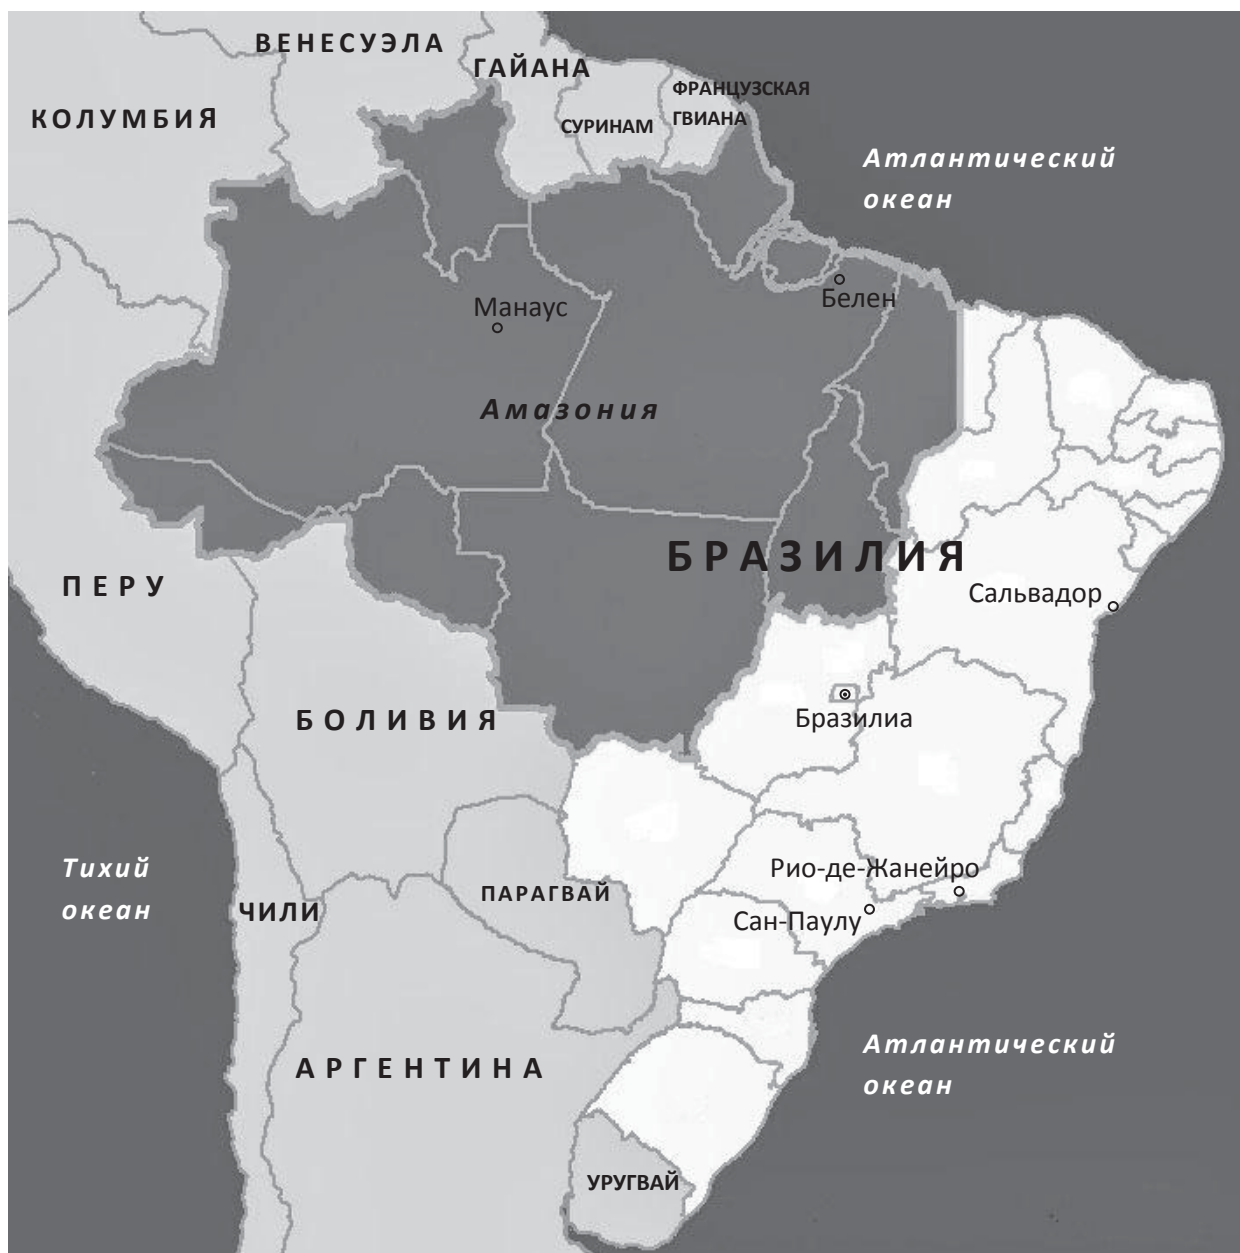 ВЕНЕСУЭЛА
ГАЙАНА
ФРАНЦУЗСКАЯ
ГВИАНА
КОЛУМБИЯ
СУРИНАМ
Атлантический
океан
Манаус
Белен
Амазония
БРАЗИЛИЯ
ПЕРУ
Сальвадор
БОЛИВИЯ
Бразилиа
Тихий
океан
Рио-де-Жанейро
ПАРАГВАЙ
ЧИЛИ
Сан-Паулу
Атлантический
океан
АРГЕНТИНА
УРУГВАЙ